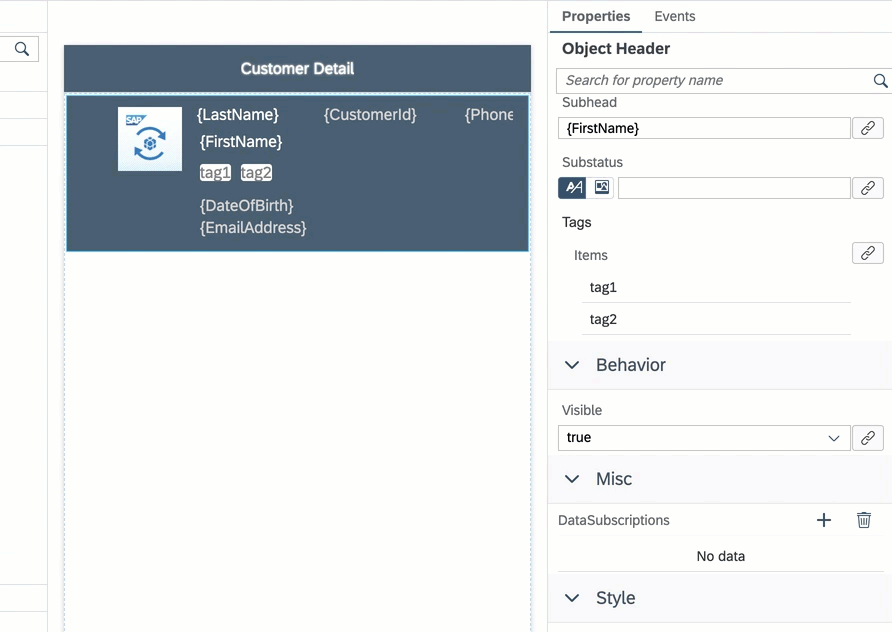 Customer Detail
SAP
{LastName} {CustomerId} {Phone
{FirstName}
tag1 tag2
{DateOfBirth}
{EmailAddress}
Properties Events
Object Header
Search for property name
Subhead
{FirstName}
Substatus
Tags
Items
tag1
tag2
Behavior
Visible
true
Misc
DataSubscriptions
No data
Style